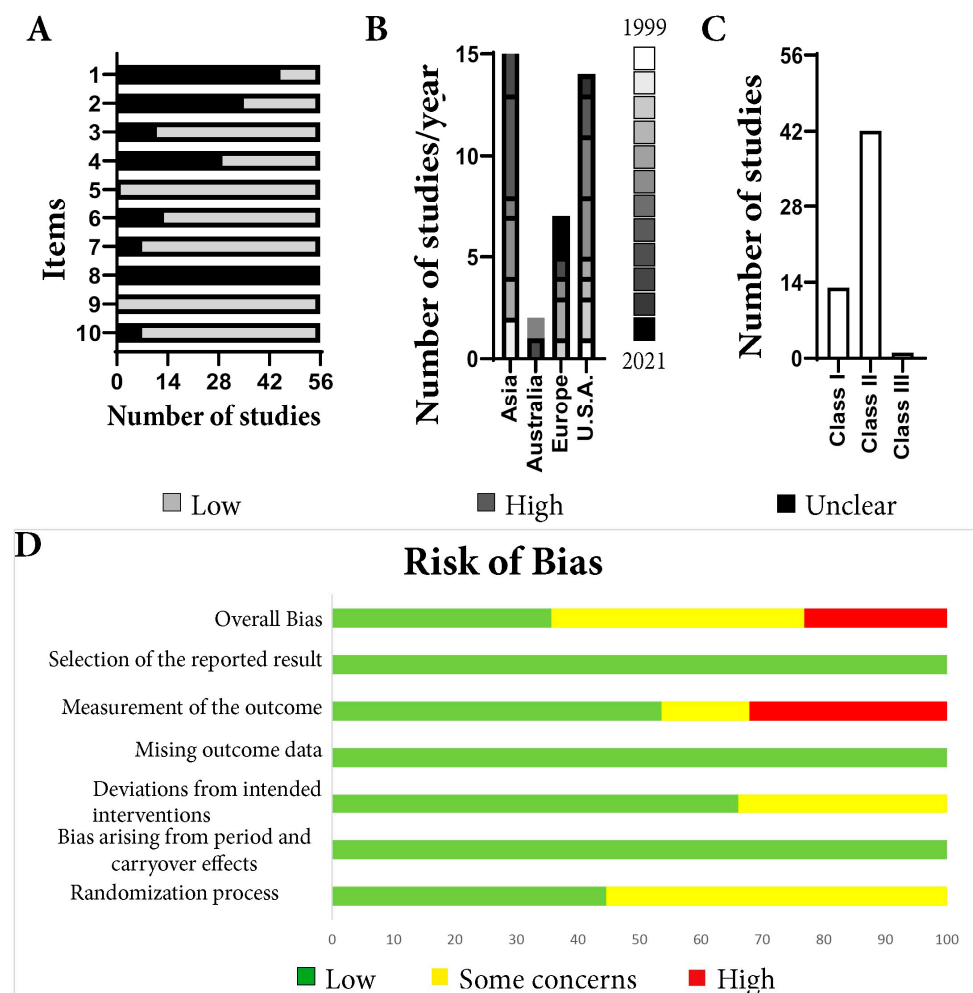 A
1
2
3
4
5
6
7
8
9
10
Items
0 14 28 42 56
Number of studies
B
Number of studies/year
15
10
5
0
Asia
Australia
Europe
U.S.A.
1999
2021
C
Number of studies
56
42
28
14
0
Class I
Class II
Class III
Low High Unclear
D
Risk of Bias
Overall Bias
Selection of the reported result
Measurement of the outcome
Mising outcome data
Deviations from intended
interventions
Bias arising from period and
carryover effects
Randomization process
0 10 20 30 40 50 60 70 80 90 100
Low Some concerns High